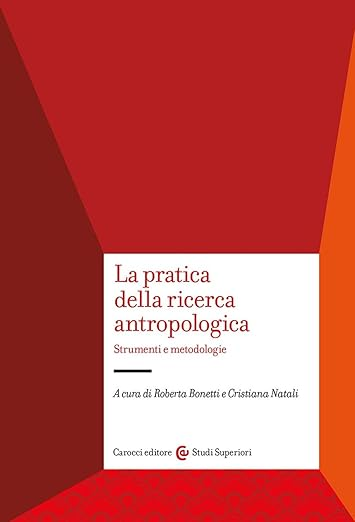 La pratica
della ricerca
antropologica
Strumenti e metodologie
A cura di Roberta Bonetti e Cristiana Natali
Carocci editore Studi Superiori